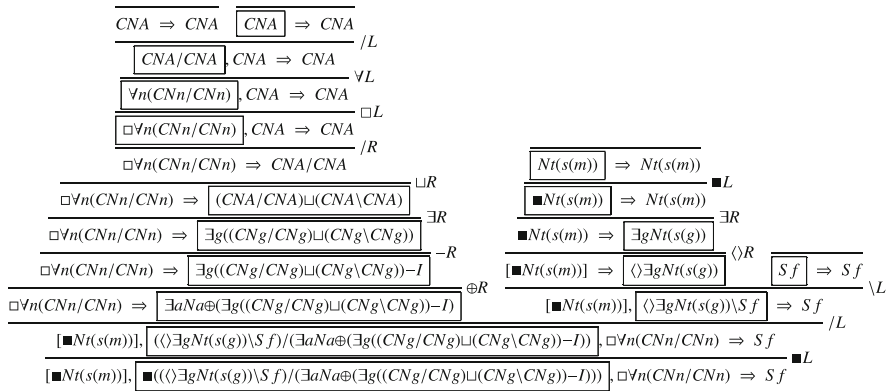 CNA ⇒ CNA   CNA ⇒ CNA /L
CNA/CNA, CNA ⇒ CNA ∀L
∀n(CNn/CNn), CNA ⇒ CNA □L
□∀n(CNn/CNn), CNA ⇒ CNA /R
□∀n(CNn/CNn) ⇒ CNA/CNA   Nt(s(m)) ⇒ Nt(s(m)) ■L
⊔R
□∀n(CNn/CNn) ⇒ (CNA/CNA)⊔(CNA\CNA)   ■Nt(s(m)) ⇒ Nt(s(m)) ∃R
∃R
□∀n(CNn/CNn) ⇒ ∃g((CNg/CNg)⊔(CNg\CNg))   ■Nt(s(m)) ⇒ ∃gNt(s(g)) ⟨⟩R
−R
□∀n(CNn/CNn) ⇒ ∃g((CNg/CNg)⊔(CNg\CNg))−I   [■Nt(s(m))] ⇒ ⟨⟩∃gNt(s(g))   Sf ⇒ Sf \L
⊕R
□∀n(CNn/CNn) ⇒ ∃aNa⊕(∃g((CNg/CNg)⊔(CNg\CNg))−I)   [■Nt(s(m))], ⟨⟩∃gNt(s(g))\Sf ⇒ Sf /L
[■Nt(s(m))], (⟨⟩∃gNt(s(g))\Sf)/(∃aNa⊕(∃g((CNg/CNg)⊔(CNg\CNg))−I)), □∀n(CNn/CNn) ⇒ Sf ■L
[■Nt(s(m))], ■((⟨⟩∃gNt(s(g))\Sf)/(∃aNa⊕(∃g((CNg/CNg)⊔(CNg\CNg))−I))), □∀n(CNn/CNn) ⇒ Sf